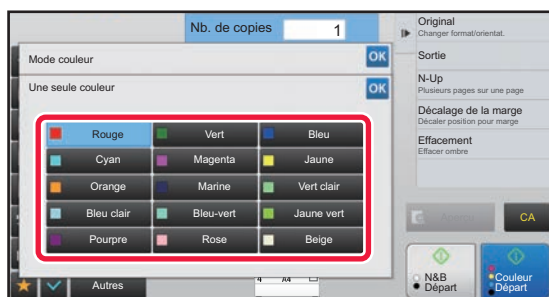 Nb. de copies 1
Mode couleur OK
Une seule couleur OK
Rouge Vert Bleu
Cyan Magenta Jaune
Orange Marine Vert clair
Bleu clair Bleu-vert Jaune vert
Pourpre Rose Beige
Autres
A4
Original
Changer format/orientat.
Sortie
N-Up
Plusieurs pages sur une page
Décalage de la marge
Décaler position pour marge
Effacement
Effacer ombre
Aperçu CA
N&B
Départ
Couleur
Départ